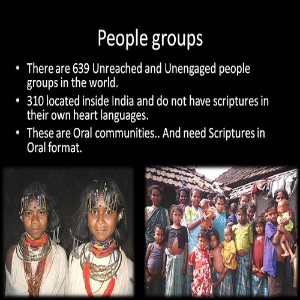 People groups
• There are 639 Unreached and Unengaged people
groups in the world.
• 310 located inside India and do not have scriptures in
their own heart languages.
• These are Oral communities.. And need Scriptures in
Oral format.